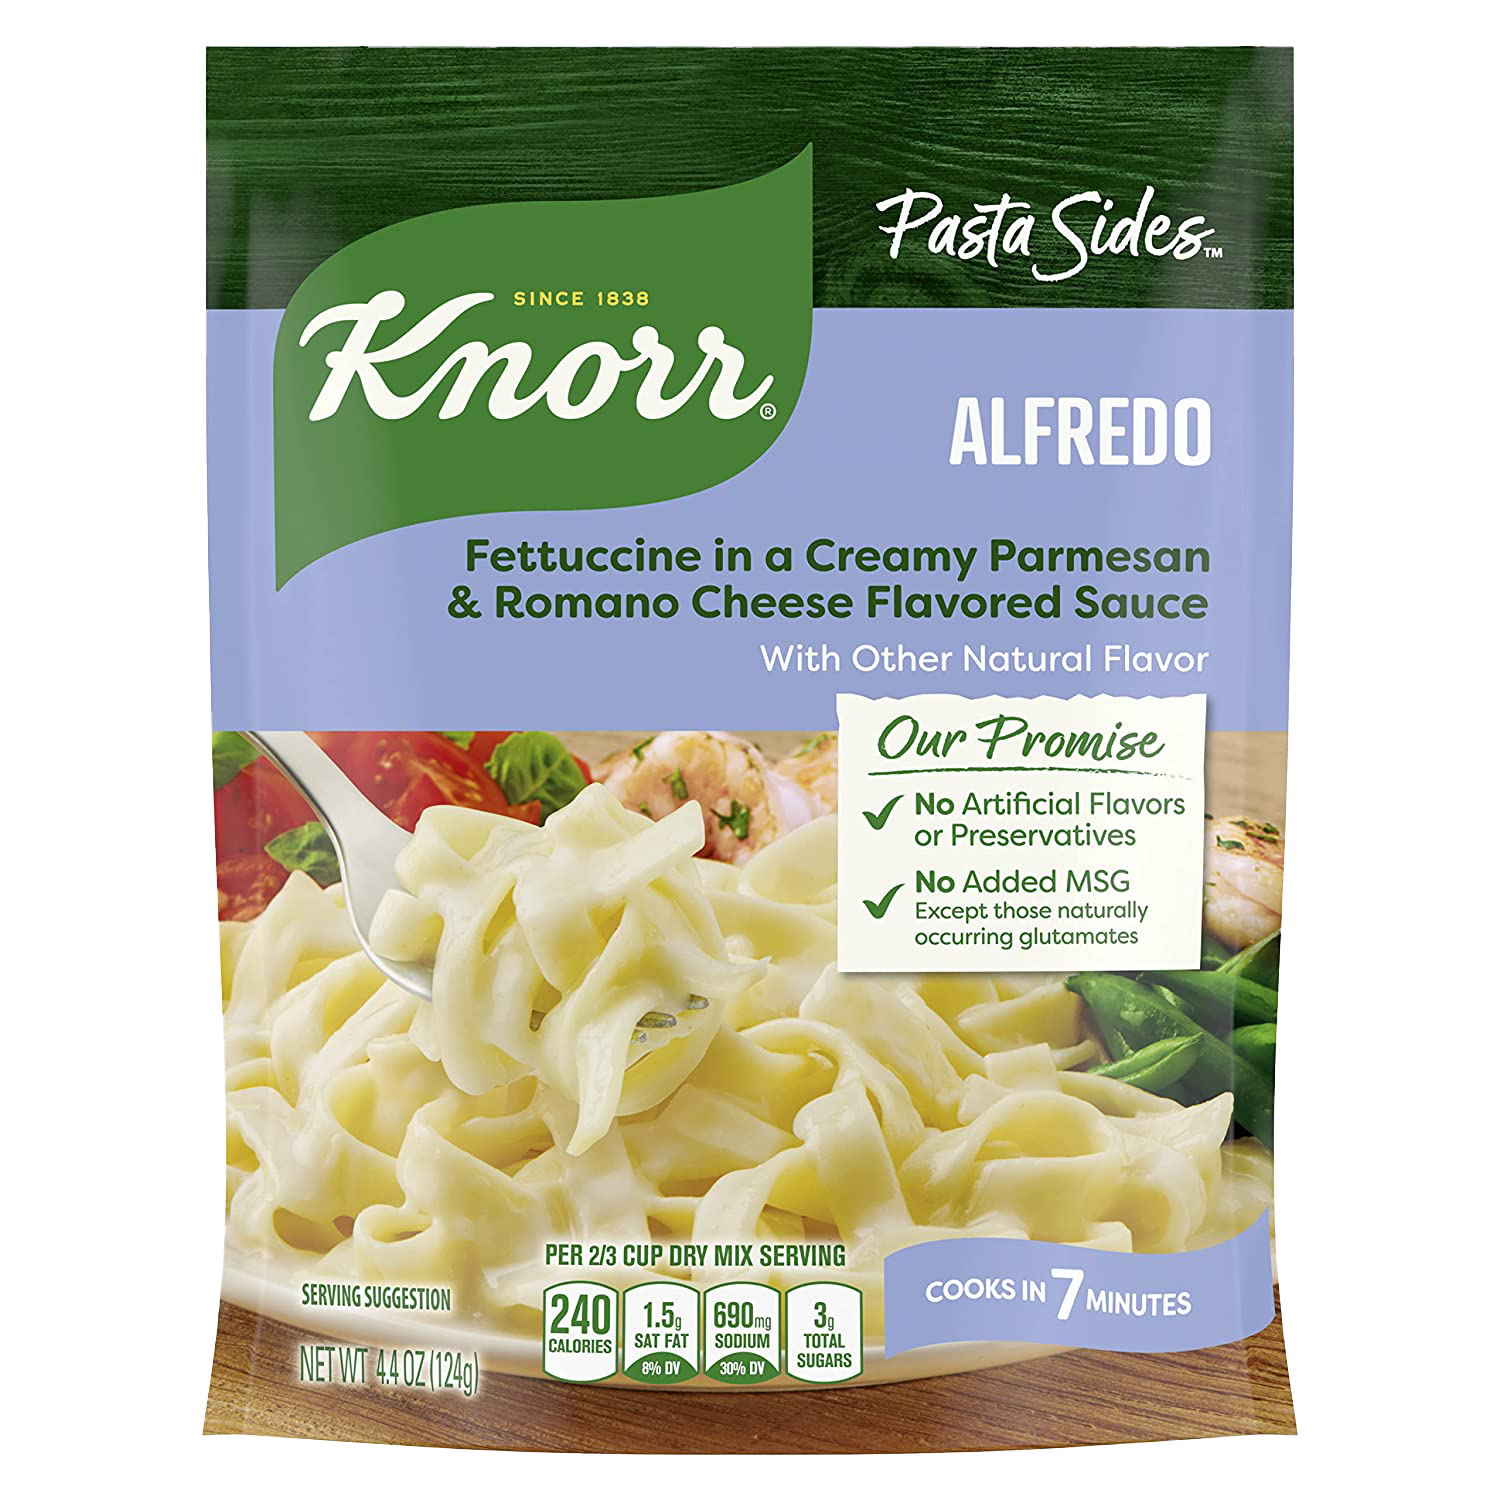 Pasta Sides™
SINCE 1838
Knorr®
ALFREDO
Fettuccine in a Creamy Parmesan
& Romano Cheese Flavored Sauce
With Other Natural Flavor
Our Promise
No Artificial Flavors
or Preservatives
No Added MSG
Except those naturally
occurring glutamates
PER 2/3 CUP DRY MIX SERVING
240
CALORIES
1.5g
SAT FAT
8% DV
690mg
SODIUM
30% DV
3g
TOTAL
SUGARS
COOKS IN 7 MINUTES
SERVING SUGGESTION
NET WT 4.4 OZ (124g)